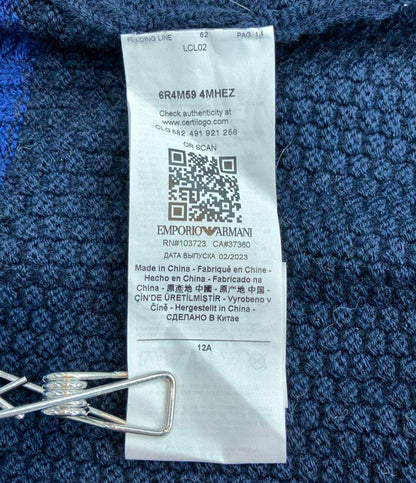 FOLDING LINE 62 PAG. 1A
LCL02
6R4M59 4MHEZ
Check authenticity at
www.certilogo.com
CLG 582 491 921 258
OR SCAN
EMPORIO ARMANI
RN#103723 CA#37360
ДАТА ВЫПУСКА 02/2023
Made in China - Fabriqué en Chine -
Hecho en China - Fabricado na
China - 原產地 中國 - 原产地 中国 -
ÇİN'DE ÜRETİLMİŞTİR - Vyrobeno v
Číně - Hergestellt in China -
СДЕЛАНО В Китае
12A